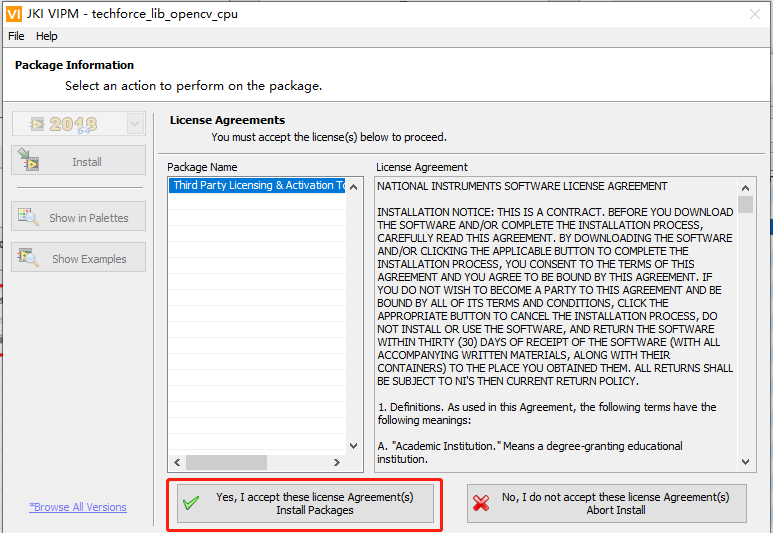 VI JKI VIPM - techforce_lib_opencv_cpu
File Help
Package Information
Select an action to perform on the package.
2018
64
Install
Show in Palettes
Show Examples
*Browse All Versions
License Agreements
You must accept the license(s) below to proceed.
Package Name
Third Party Licensing & Activation To
License Agreement
NATIONAL INSTRUMENTS SOFTWARE LICENSE AGREEMENT
INSTALLATION NOTICE: THIS IS A CONTRACT. BEFORE YOU DOWNLOAD
THE SOFTWARE AND/OR COMPLETE THE INSTALLATION PROCESS,
CAREFULLY READ THIS AGREEMENT. BY DOWNLOADING THE SOFTWARE
AND/OR CLICKING THE APPLICABLE BUTTON TO COMPLETE THE
INSTALLATION PROCESS, YOU CONSENT TO THE TERMS OF THIS
AGREEMENT AND YOU AGREE TO BE BOUND BY THIS AGREEMENT. IF
YOU DO NOT WISH TO BECOME A PARTY TO THIS AGREEMENT AND BE
BOUND BY ALL OF ITS TERMS AND CONDITIONS, CLICK THE
APPROPRIATE BUTTON TO CANCEL THE INSTALLATION PROCESS, DO
NOT INSTALL OR USE THE SOFTWARE, AND RETURN THE SOFTWARE
WITHIN THIRTY (30) DAYS OF RECEIPT OF THE SOFTWARE (WITH ALL
ACCOMPANYING WRITTEN MATERIALS, ALONG WITH THEIR
CONTAINERS) TO THE PLACE YOU OBTAINED THEM. ALL RETURNS SHALL
BE SUBJECT TO NI'S THEN CURRENT RETURN POLICY.
1. Definitions. As used in this Agreement, the following terms have the
following meanings:
A. "Academic Institution." Means a degree-granting educational
institution.
Yes, I accept these license Agreement(s)
Install Packages
No, I do not accept these license Agreement(s)
Abort Install